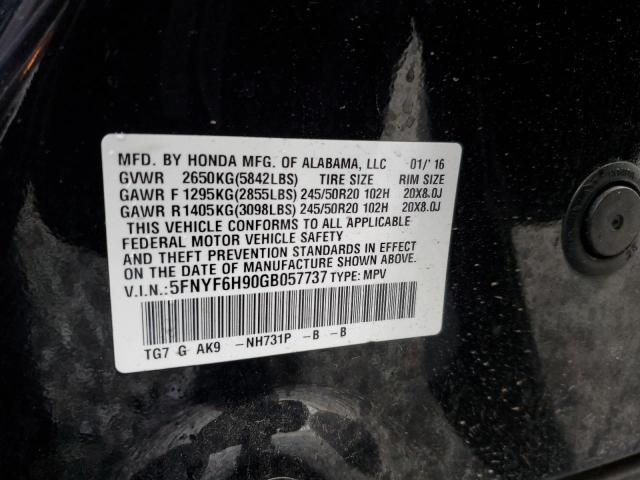 MFD. BY HONDA MFG. OF ALABAMA, LLC 01/'16
GVWR 2650KG(5842LBS) TIRE SIZE RIM SIZE
GAWR F 1295KG(2855LBS) 245/50R20 102H 20X8.0J
GAWR R 1405KG(3098LBS) 245/50R20 102H 20X8.0J
THIS VEHICLE CONFORMS TO ALL APPLICABLE
FEDERAL MOTOR VEHICLE SAFETY
AND THEFT PREVENTION STANDARDS IN EFFECT
ON THE DATE OF MANUFACTURE SHOWN ABOVE.
V.I.N.: 5FNYF6H90GB057737 TYPE: MPV
TG7 G AK9 -NH731P -B -B